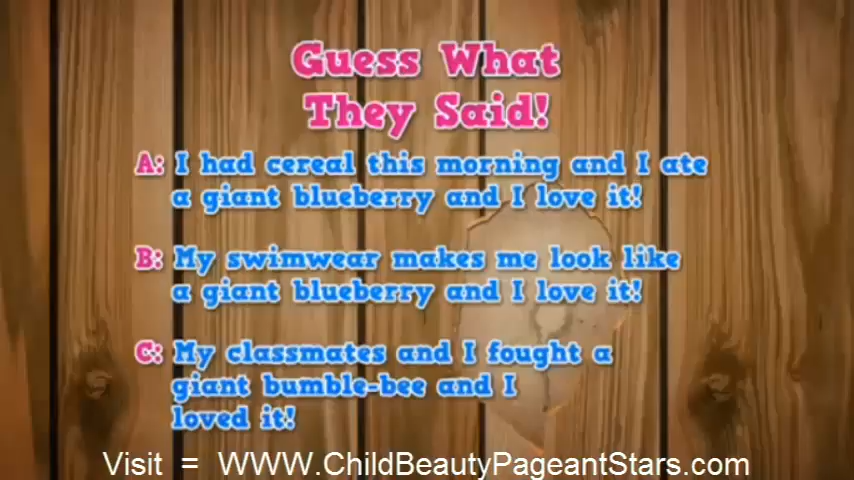 Guess What
They Said!
A: I had cereal this morning and I ate
a giant blueberry and I love it!
B: My swimwear makes me look like
a giant blueberry and I love it!
C: My classmates and I fought a
giant bumble-bee and I
loved it!
Visit = WWW.ChildBeautyPageantStars.com